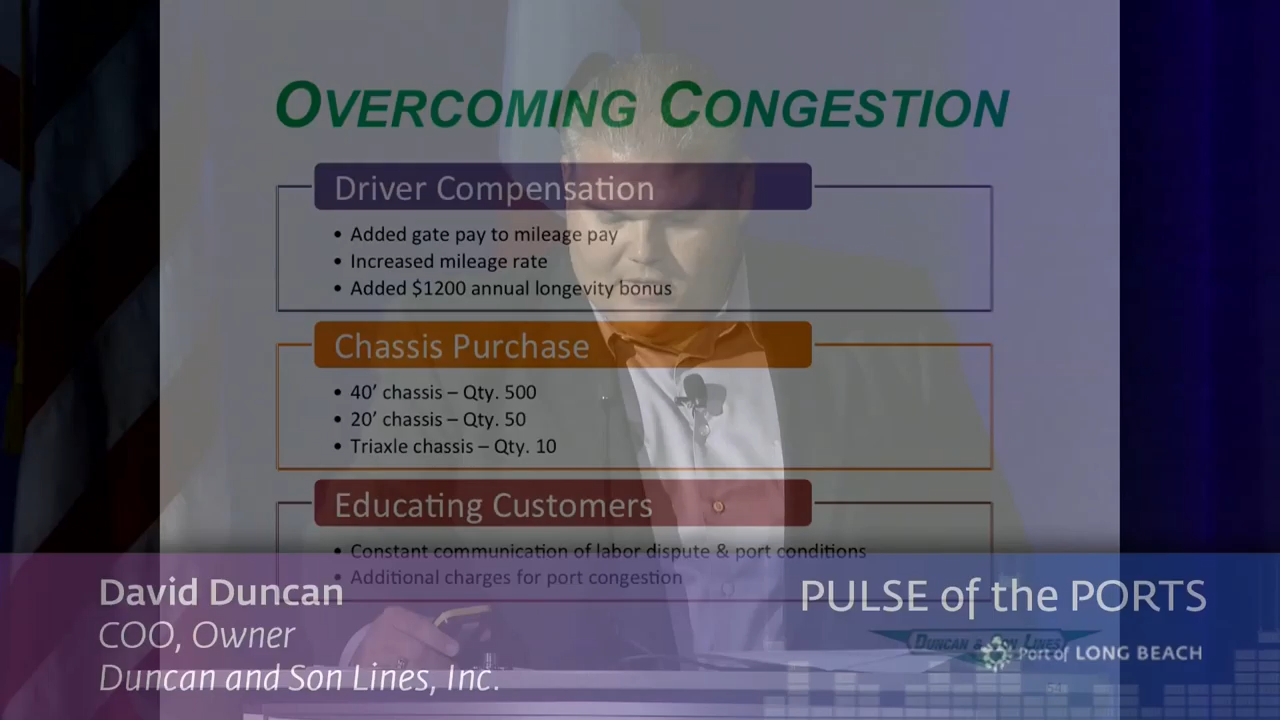 OVERCOMING CONGESTION
Driver Compensation
• Added gate pay to mileage pay
• Increased mileage rate
• Added $1200 annual longevity bonus
Chassis Purchase
• 40’ chassis – Qty. 500
• 20’ chassis – Qty. 50
• Triaxle chassis – Qty. 10
Educating Customers
• Constant communication of labor dispute & port conditions
• Additional charges for port congestion
David Duncan
COO, Owner
Duncan and Son Lines, Inc.
PULSE of the PORTS
DUNCAN & SON LINES
Port of LONG BEACH